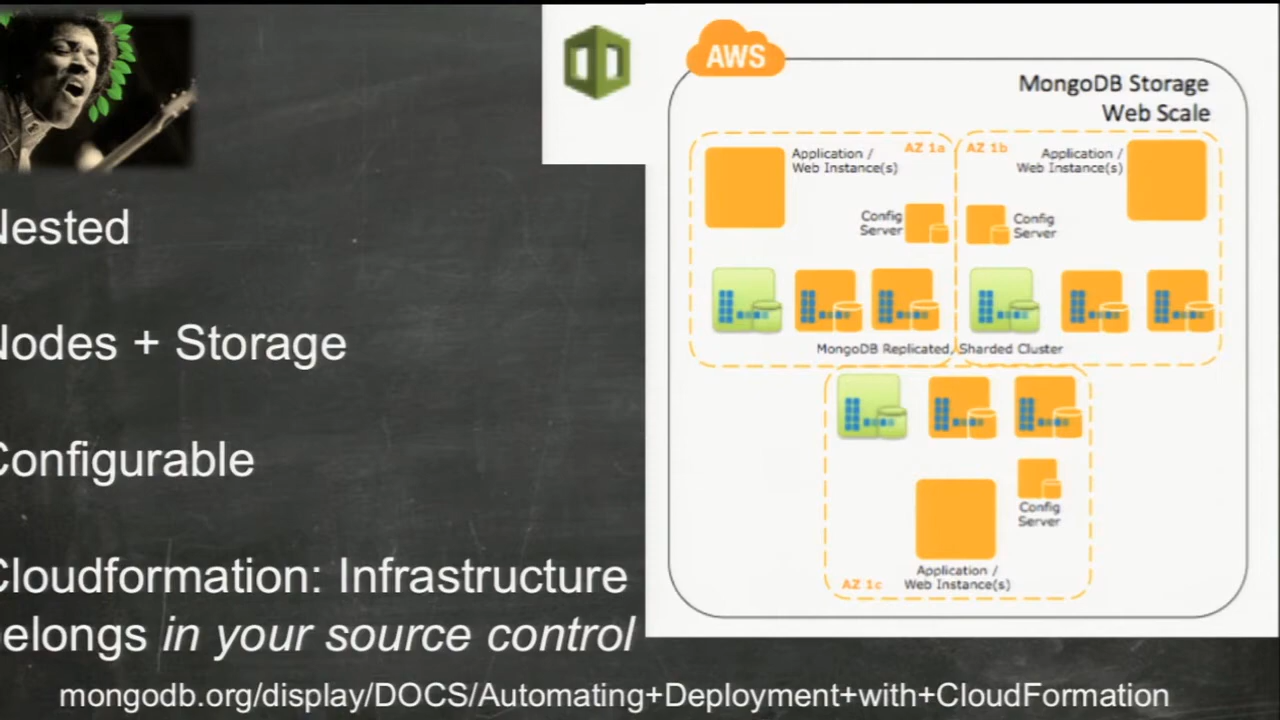 Nested
Nodes + Storage
Configurable
Cloudformation: Infrastructure
belongs in your source control
mongodb.org/display/DOCS/Automating+Deployment+with+CloudFormation
AWS
MongoDB Storage
Web Scale
Application /
Web Instance(s)
AZ 1a
AZ 1b
Application /
Web Instance(s)
Config
Server
Config
Server
MongoDB Replicated, Sharded Cluster
Config
Server
Application /
Web Instance(s)
AZ 1c